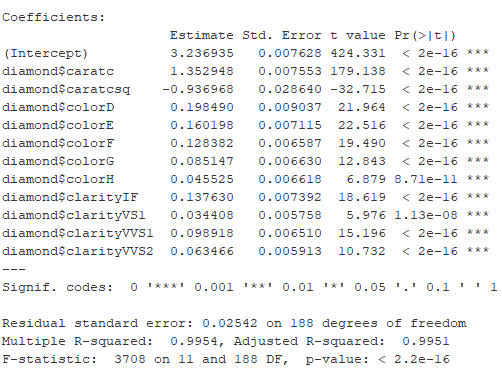 Coefficients:
                  Estimate Std. Error t value Pr(>|t|)
(Intercept)       3.236935   0.007628 424.331  < 2e-16 ***
diamond$caratc    1.352948   0.007553 179.138  < 2e-16 ***
diamond$caratcsq -0.936968   0.028640 -32.715  < 2e-16 ***
diamond$colorD    0.198490   0.009037  21.964  < 2e-16 ***
diamond$colorE    0.160198   0.007115  22.516  < 2e-16 ***
diamond$colorF    0.128382   0.006587  19.490  < 2e-16 ***
diamond$colorG    0.085147   0.006630  12.843  < 2e-16 ***
diamond$colorH    0.045525   0.006618   6.879 8.71e-11 ***
diamond$clarityIF 0.137630   0.007392  18.619  < 2e-16 ***
diamond$clarityVS1 0.034408   0.005758   5.976 1.13e-08 ***
diamond$clarityVVS1 0.098918   0.006510  15.196  < 2e-16 ***
diamond$clarityVVS2 0.063466   0.005913  10.732  < 2e-16 ***
---
Signif. codes:  0 '***' 0.001 '**' 0.01 '*' 0.05 '.' 0.1 ' ' 1
Residual standard error: 0.02542 on 188 degrees of freedom
Multiple R-squared:  0.9954, Adjusted R-squared:  0.9951
F-statistic:  3708 on 11 and 188 DF,  p-value: < 2.2e-16